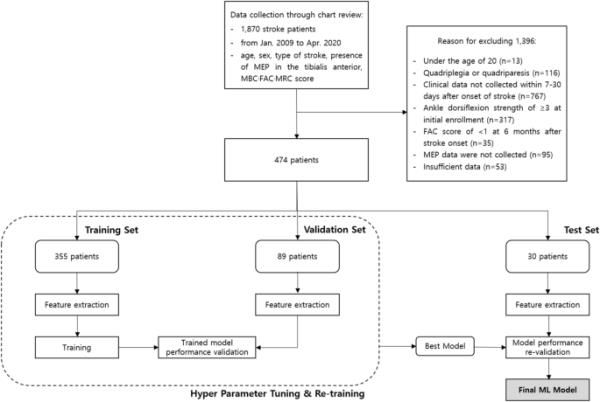 Data collection through chart review:
- 1,870 stroke patients
- from Jan. 2009 to Apr. 2020
- age, sex, type of stroke, presence
of MEP in the tibialis anterior,
MBC·FAC·MRC score
Reason for excluding 1,396:
- Under the age of 20 (n=13)
- Quadriplegia or quadriparesis (n=116)
- Clinical data not collected within 7-30
days after onset of stroke (n=767)
- Ankle dorsiflexion strength of ≥3 at
initial enrollment (n=317)
- FAC score of <1 at 6 months after
stroke onset (n=35)
- MEP data were not collected (n=95)
- Insufficient data (n=53)
474 patients
Training Set
355 patients
Feature extraction
Training
Validation Set
89 patients
Feature extraction
Trained model
performance validation
Hyper Parameter Tuning & Re-training
Best Model
Test Set
30 patients
Feature extraction
Model performance
re-validation
Final ML Model